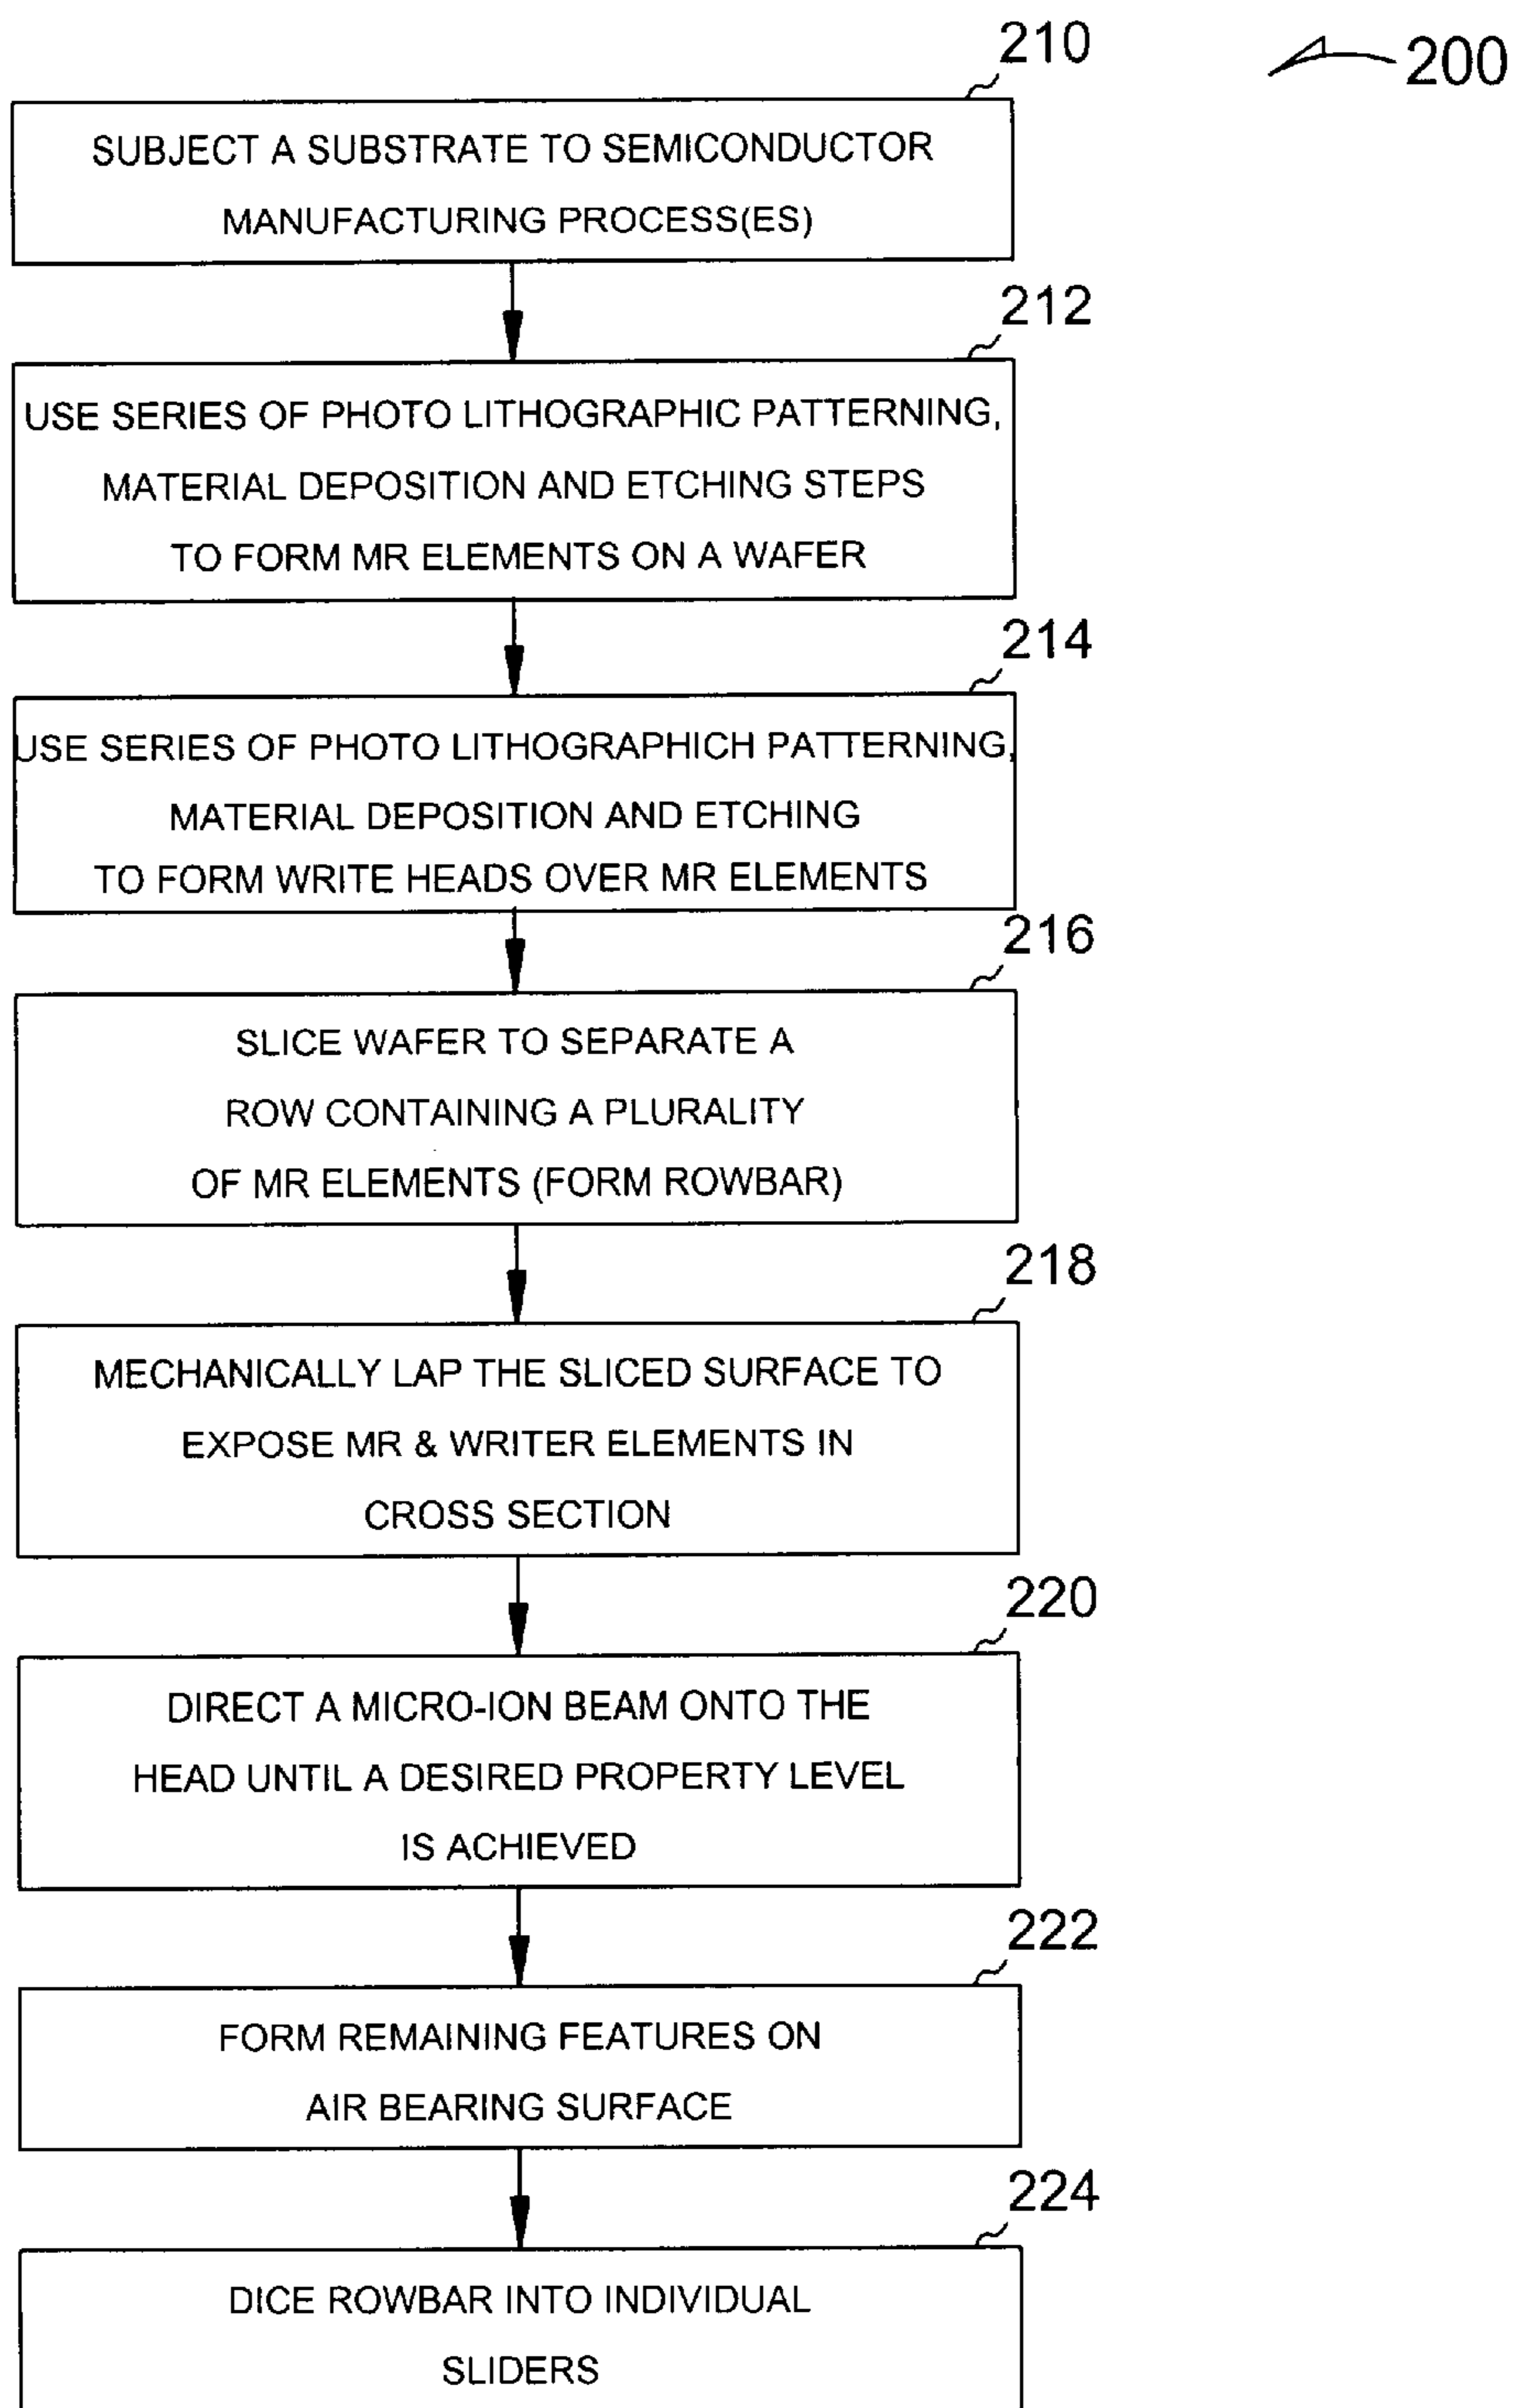 210
200
SUBJECT A SUBSTRATE TO SEMICONDUCTOR
MANUFACTURING PROCESS(ES)
212
USE SERIES OF PHOTO LITHOGRAPHIC PATTERNING,
MATERIAL DEPOSITION AND ETCHING STEPS
TO FORM MR ELEMENTS ON A WAFER
214
USE SERIES OF PHOTO LITHOGRAPHICH PATTERNING,
MATERIAL DEPOSITION AND ETCHING
TO FORM WRITE HEADS OVER MR ELEMENTS
216
SLICE WAFER TO SEPARATE A
ROW CONTAINING A PLURALITY
OF MR ELEMENTS (FORM ROWBAR)
218
MECHANICALLY LAP THE SLICED SURFACE TO
EXPOSE MR & WRITER ELEMENTS IN
CROSS SECTION
220
DIRECT A MICRO-ION BEAM ONTO THE
HEAD UNTIL A DESIRED PROPERTY LEVEL
IS ACHIEVED
222
FORM REMAINING FEATURES ON
AIR BEARING SURFACE
224
DICE ROWBAR INTO INDIVIDUAL
SLIDERS